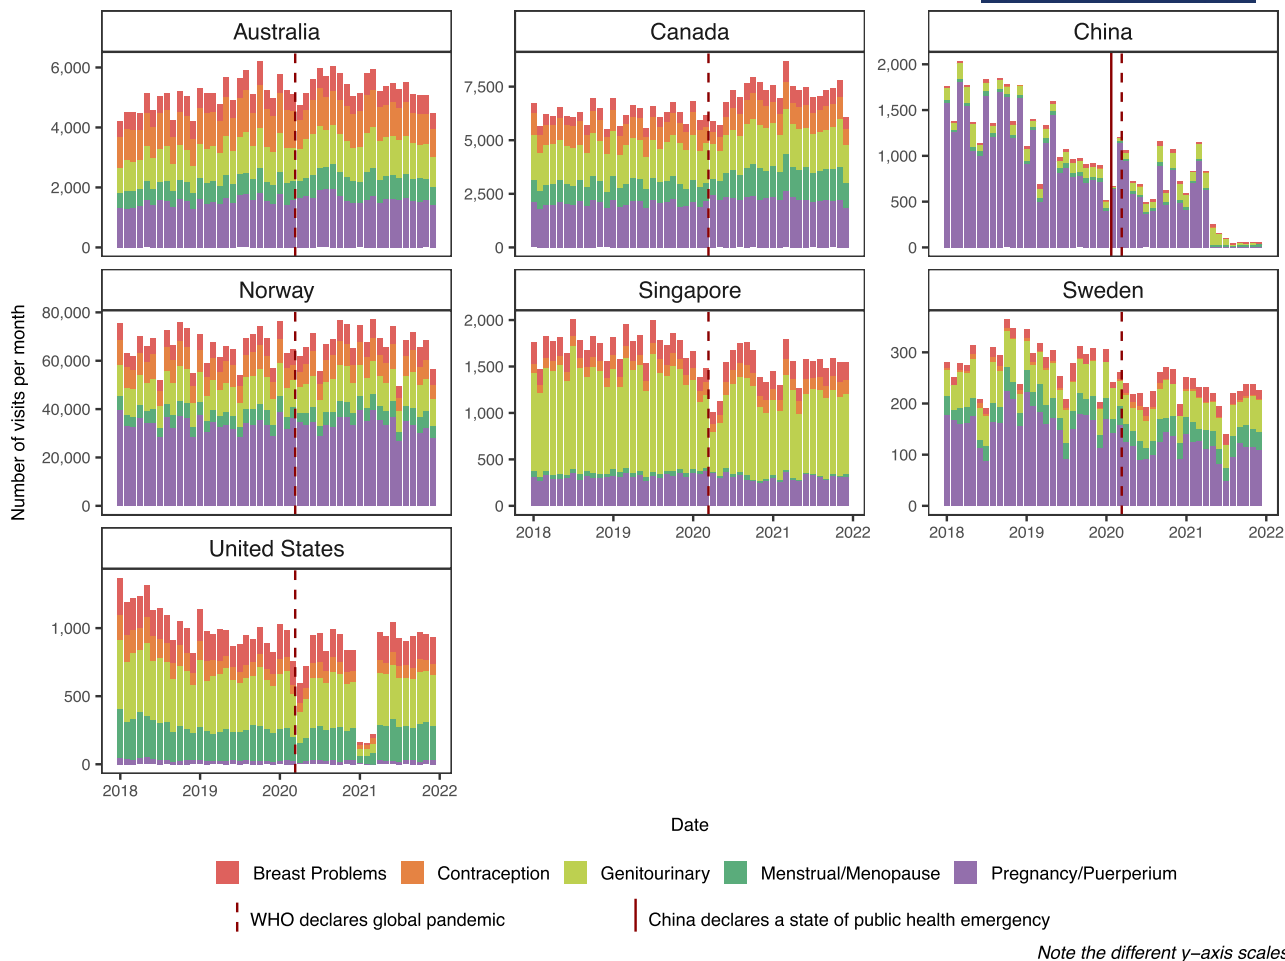 Australia
Canada
China
6,000
4,000
2,000
0
7,500
5,000
2,500
0
2,000
1,500
1,000
500
0
Norway
Singapore
Sweden
80,000
60,000
40,000
20,000
0
2,000
1,500
1,000
500
0
300
200
100
0
2018 2019 2020 2021 2022
2018 2019 2020 2021 2022
Number of visits per month
United States
1,000
500
0
2018 2019 2020 2021 2022
Date
Breast Problems Contraception Genitourinary Menstrual/Menopause Pregnancy/Puerperium
WHO declares global pandemic China declares a state of public health emergency
Note the different y−axis scales